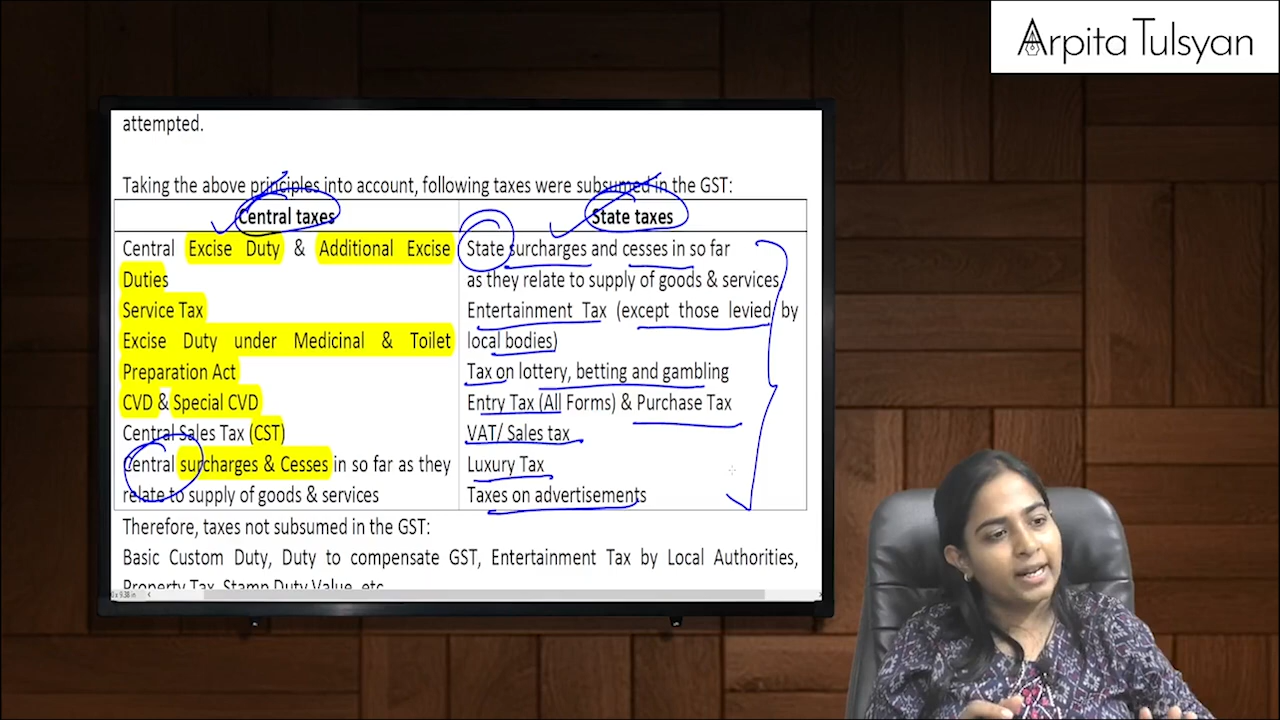 Arpita Tulsyan
attempted.
Taking the above principles into account, following taxes were subsumed in the GST:
Central taxes
State taxes
Central Excise Duty & Additional Excise
Duties
Service Tax
Excise Duty under Medicinal & Toilet
Preparation Act
CVD & Special CVD
Central Sales Tax (CST)
Central surcharges & Cesses in so far as they
relate to supply of goods & services
State surcharges and cesses in so far
as they relate to supply of goods & services,
Entertainment Tax (except those levied by
local bodies)
Tax on lottery, betting and gambling
Entry Tax (All Forms) & Purchase Tax
VAT/ Sales tax
Luxury Tax
Taxes on advertisements
Therefore, taxes not subsumed in the GST:
Basic Custom Duty, Duty to compensate GST, Entertainment Tax by Local Authorities,
Property Tax, Stamp Duty Value, etc